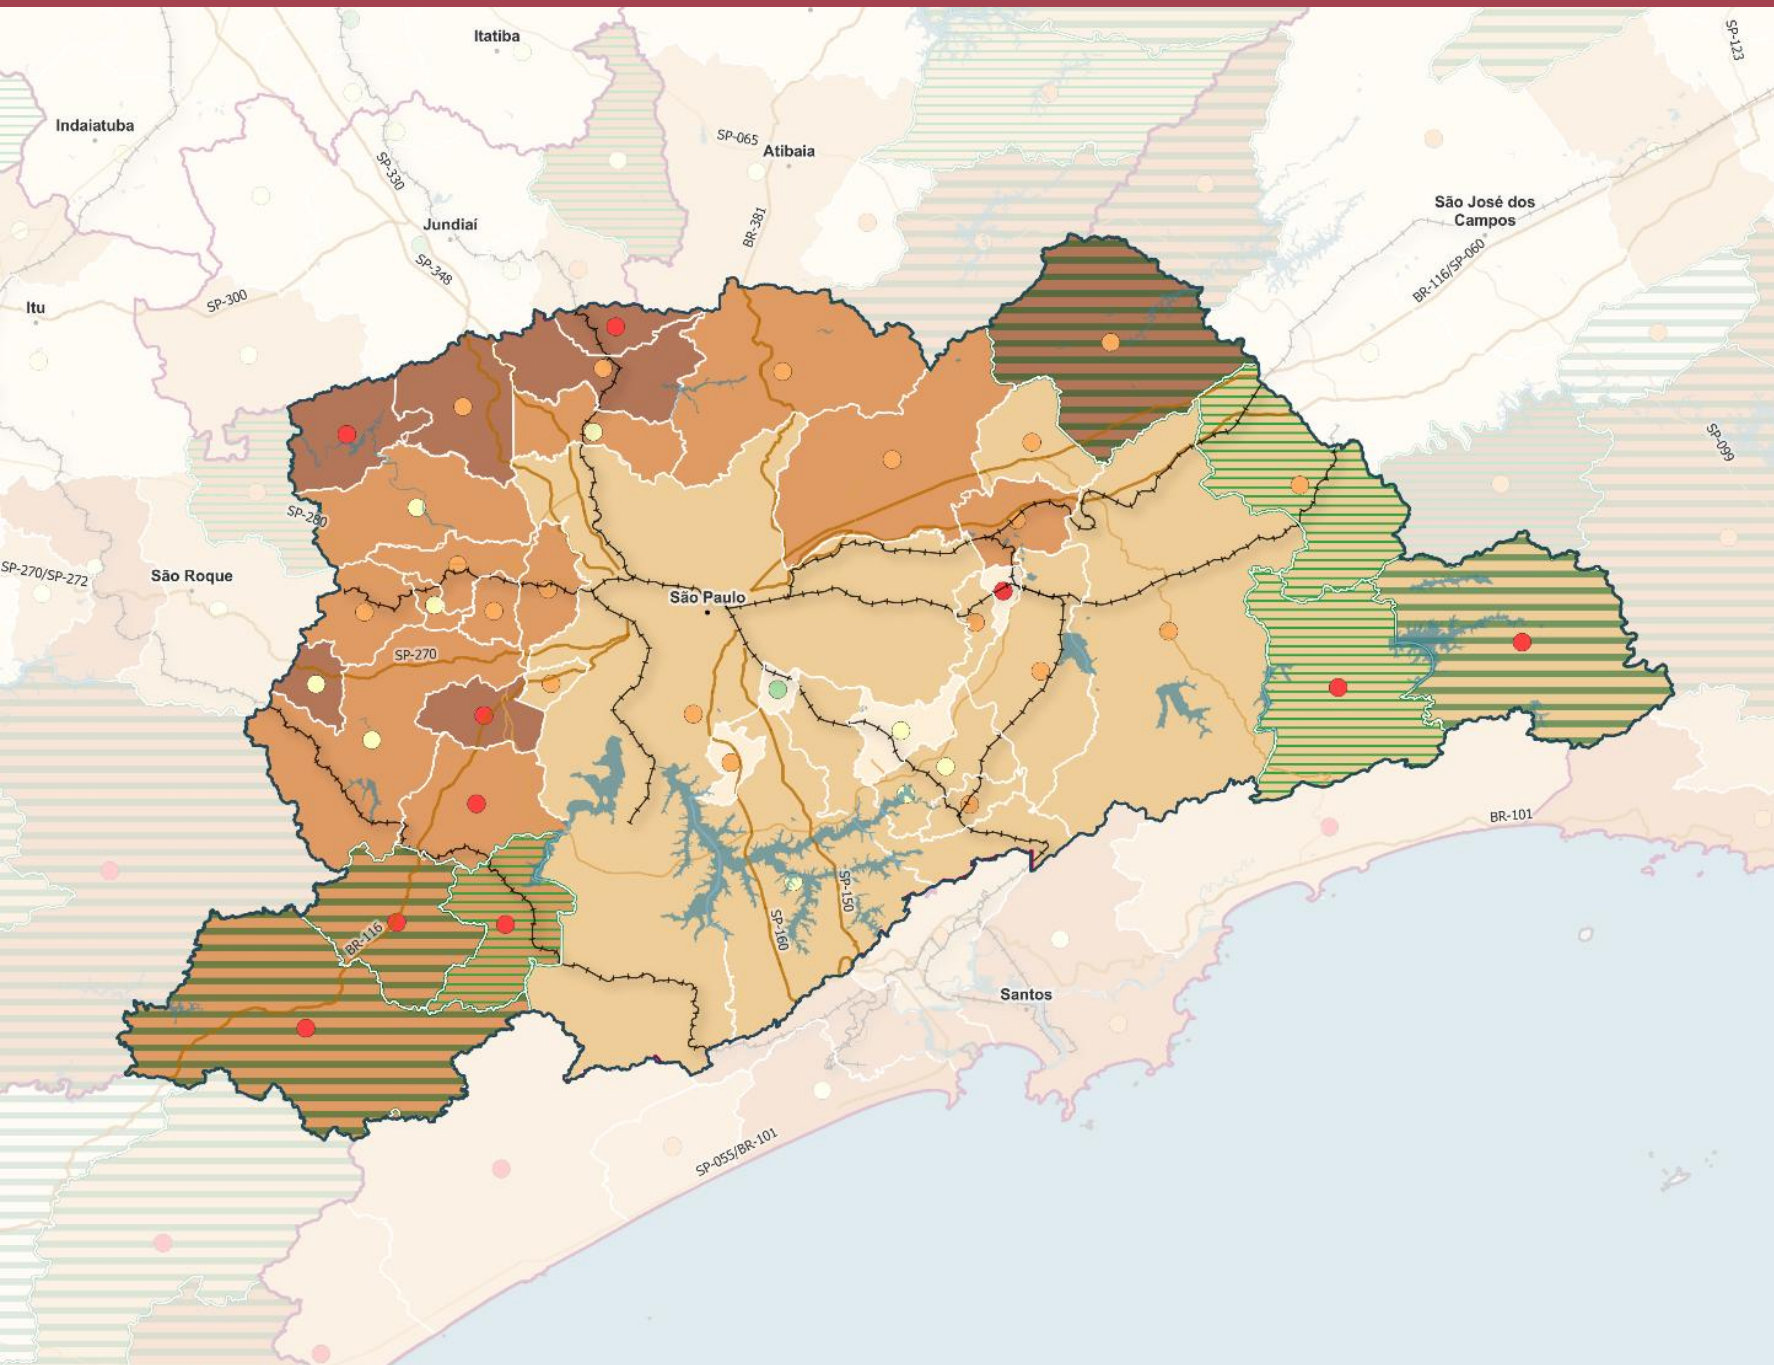 Itatiba
SP-123
Indaiatuba
SP-065
Atibaia
SP-330
São José dos
Campos
Jundiaí
BR-381
SP-348
BR-116/SP-060
SP-300
Itu
SP-099
SP-280
SP-270/SP-272
São Roque
São Paulo
SP-270
BR-101
SP-150
SP-160
BR-116
Santos
SP-055/BR-101